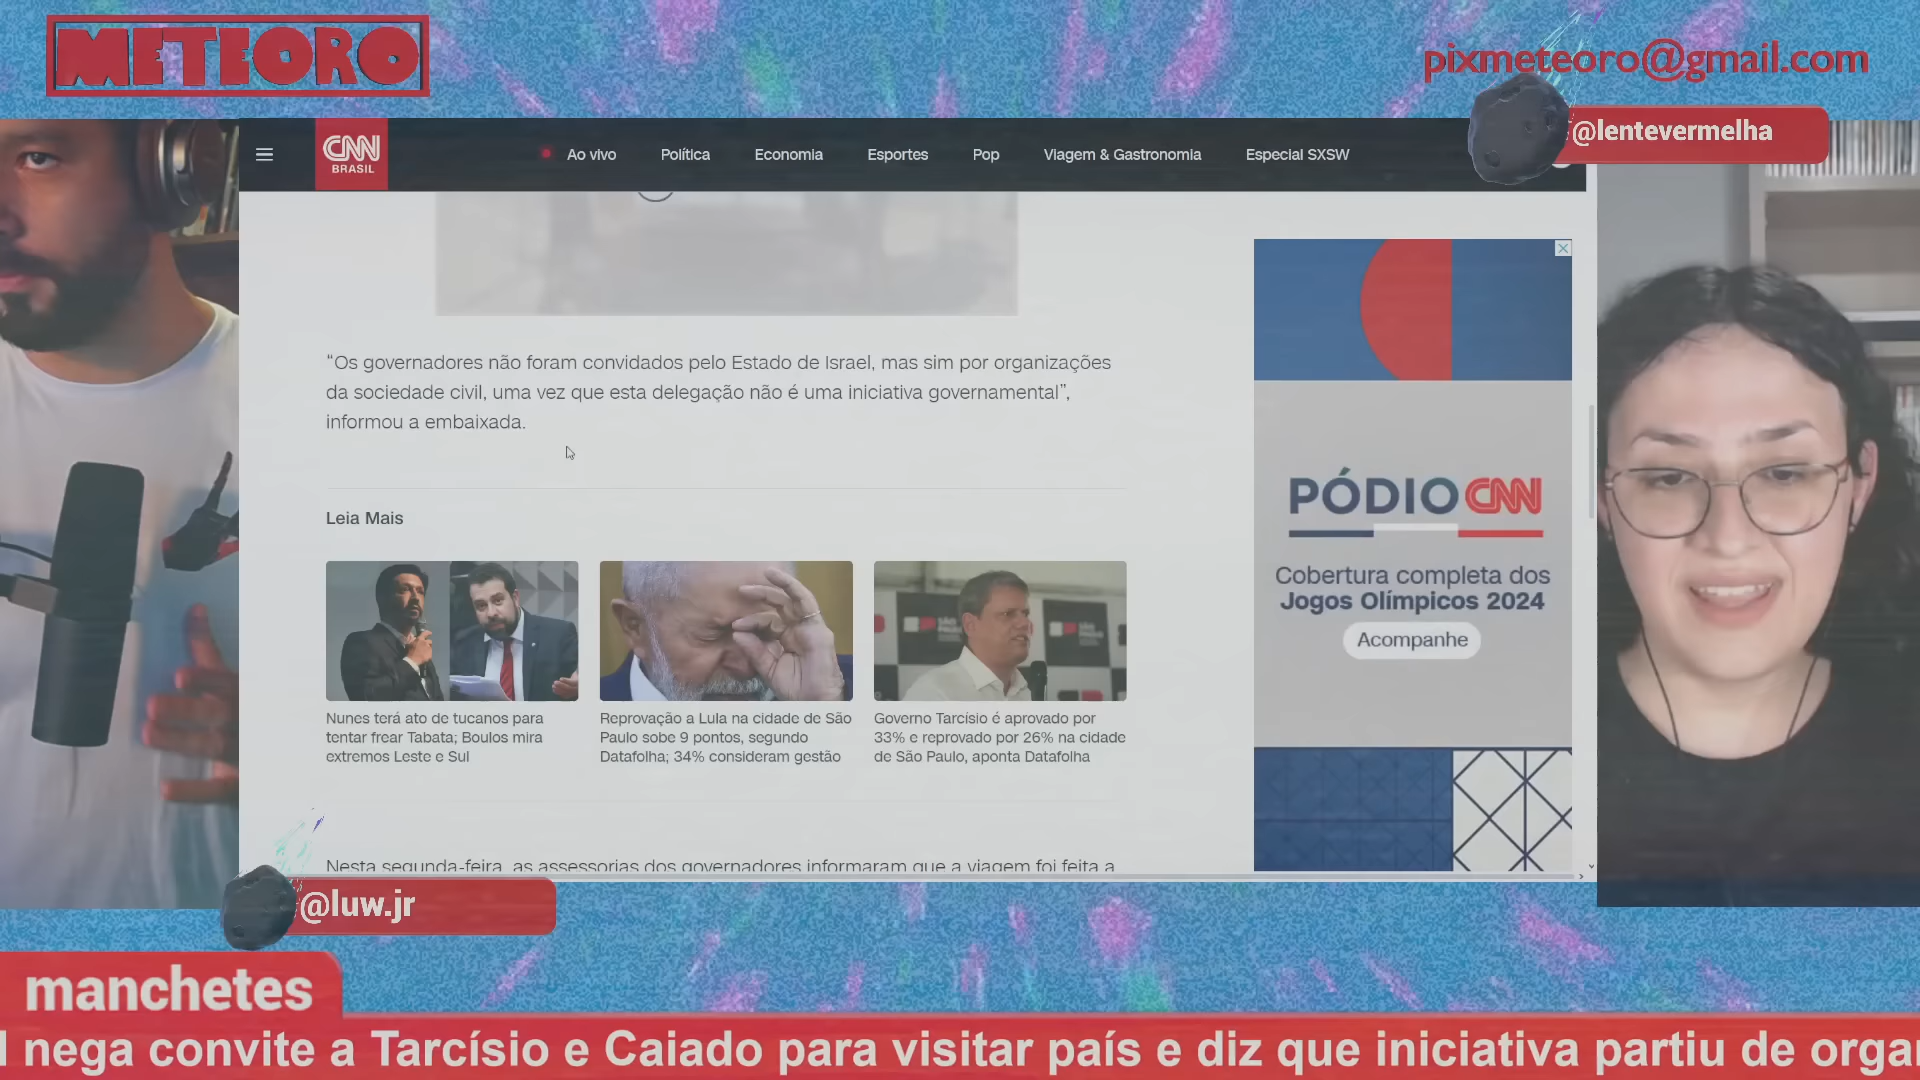 METEORO
pixmeteoro@gmail.com
@lentevermelha
CNN
BRASIL
Ao vivo
Política
Economia
Esportes
Pop
Viagem & Gastronomia
Especial SXSW
“Os governadores não foram convidados pelo Estado de Israel, mas sim por organizações
da sociedade civil, uma vez que esta delegação não é uma iniciativa governamental”,
informou a embaixada.
Leia Mais
Nunes terá ato de tucanos para
tentar frear Tabata; Boulos mira
extremos Leste e Sul
Reprovação a Lula na cidade de São
Paulo sobe 9 pontos, segundo
Datafolha; 34% consideram gestão
Governo Tarcísio é aprovado por
33% e reprovado por 26% na cidade
de São Paulo, aponta Datafolha
Nesta segunda-feira, as assessorias dos governadores informaram que a viagem foi feita a
PÓDIO CNN
Cobertura completa dos
Jogos Olímpicos 2024
Acompanhe
@luw.jr
manchetes
l nega convite a Tarcísio e Caiado para visitar país e diz que iniciativa partiu de orga